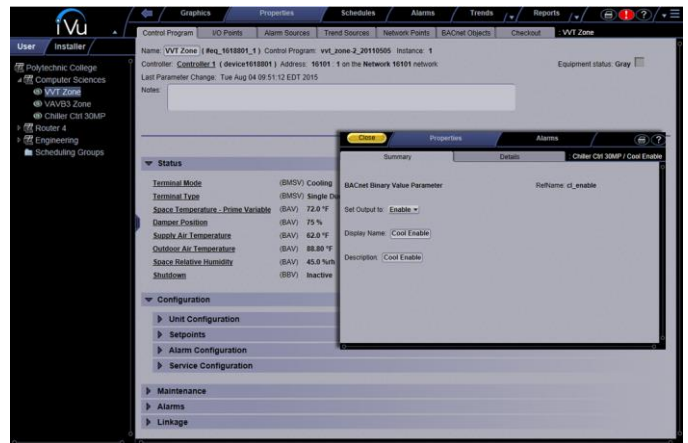 iVu
Graphics Properties Schedules Alarms Trends Reports
User Installer
Control Program I/O Points Alarm Sources Trend Sources Network Points BACnet Objects Checkout : VVT Zone
Polytechnic College
Computer Sciences
VVT Zone
VAVB3 Zone
Chiller Ctrl 30MP
Router 4
Engineering
Scheduling Groups
Name: VVT Zone ( #eq_1618801_1 ) Control Program: vvt_zone-2_20110505 Instance: 1
Controller: Controller 1 ( device1618801 ) Address: 16101 : 1 on the Network 16101 network
Equipment status: Gray
Last Parameter Change: Tue Aug 04 09:51:12 EDT 2015
Notes:
Status
Terminal Mode (BMSV) Cooling
Terminal Type (BMSV) Single
Space Temperature - Prime Variable (BAV) 72.0 °F
Damper Position (BAV) 75 %
Supply Air Temperature (BAV) 62.0 °F
Outdoor Air Temperature (BAV) 88.80 °F
Space Relative Humidity (BAV) 45.0 %rh
Shutdown (BBV) Inactive
Configuration
Unit Configuration
Setpoints
Alarm Configuration
Service Configuration
Maintenance
Alarms
Linkage
Close Properties Alarms
Summary Details : Chiller Ctrl 30MP / Cool Enable
BACnet Binary Value Parameter RefName: cl_enable
Set Output to: Enable
Display Name: Cool Enable
Description: Cool Enable